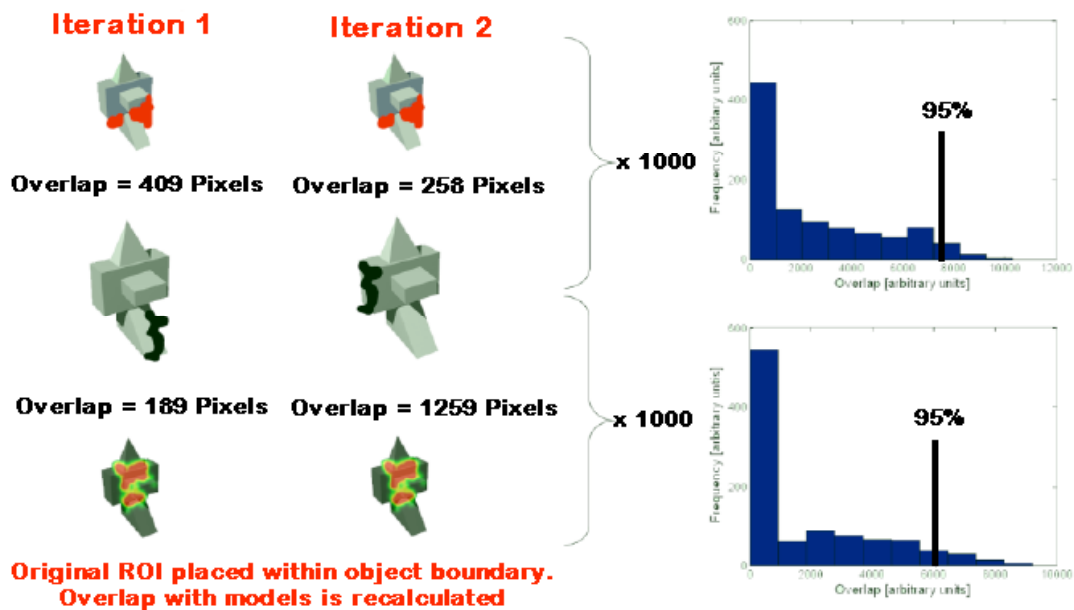 Iteration 1
Iteration 2
Overlap = 409 Pixels
Overlap = 258 Pixels
Overlap = 189 Pixels
Overlap = 1259 Pixels
Original ROI placed within object boundary.
Overlap with models is recalculated
x 1000
x 1000
600
400
200
0
Frequency [arbitrary units]
95%
0 2000 4000 6000 8000 10000 12000
Overlap [arbitrary units]
600
400
200
0
Frequency [arbitrary units]
95%
0 2000 4000 6000 8000 10000
Overlap [arbitrary units]